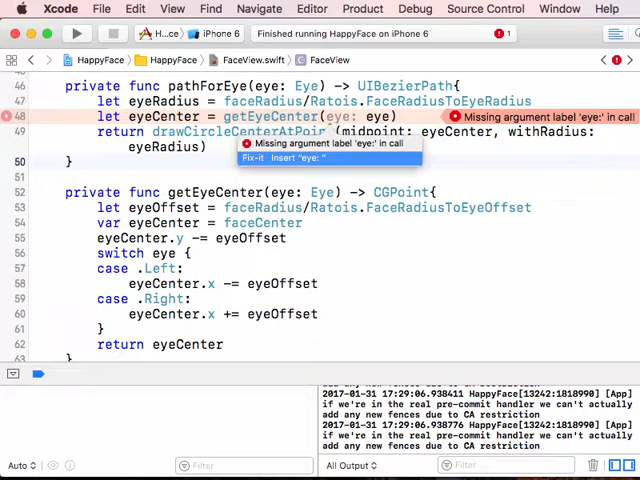 Xcode File Edit View Find Navigate Editor Product Debug Source Control Window Help
H...ce iPhone 6 Finished running HappyFace on iPhone 6 1
HappyFace HappyFace FaceView.swift FaceView
46 private func pathForEye(eye: Eye) -> UIBezierPath{
47 let eyeRadius = faceRadius/Ratois.FaceRadiusToEyeRadius
48 let eyeCenter = getEyeCenter(eye: eye) Missing argument label 'eye:' in call
49 return drawCircleCenterAtPoin (midpoint: eyeCenter, withRadius:
eyeRadius)
Missing argument label 'eye:' in call
Fix-it Insert "eye: "
50 }
51
52 private func getEyeCenter(eye: Eye) -> CGPoint{
53 let eyeOffset = faceRadius/Ratois.FaceRadiusToEyeOffset
54 var eyeCenter = faceCenter
55 eyeCenter.y -= eyeOffset
56 switch eye {
57 case .Left:
58 eyeCenter.x -= eyeOffset
59 case .Right:
60 eyeCenter.x += eyeOffset
61 }
62 return eyeCenter
63 }
2017-01-31 17:29:06.938411 HappyFace[13242:1818990] [App]
if we're in the real pre-commit handler we can't actually
add any new fences due to CA restriction
2017-01-31 17:29:06.938776 HappyFace[13242:1818990] [App]
if we're in the real pre-commit handler we can't actually
add any new fences due to CA restriction
Auto Filter All Output Filter